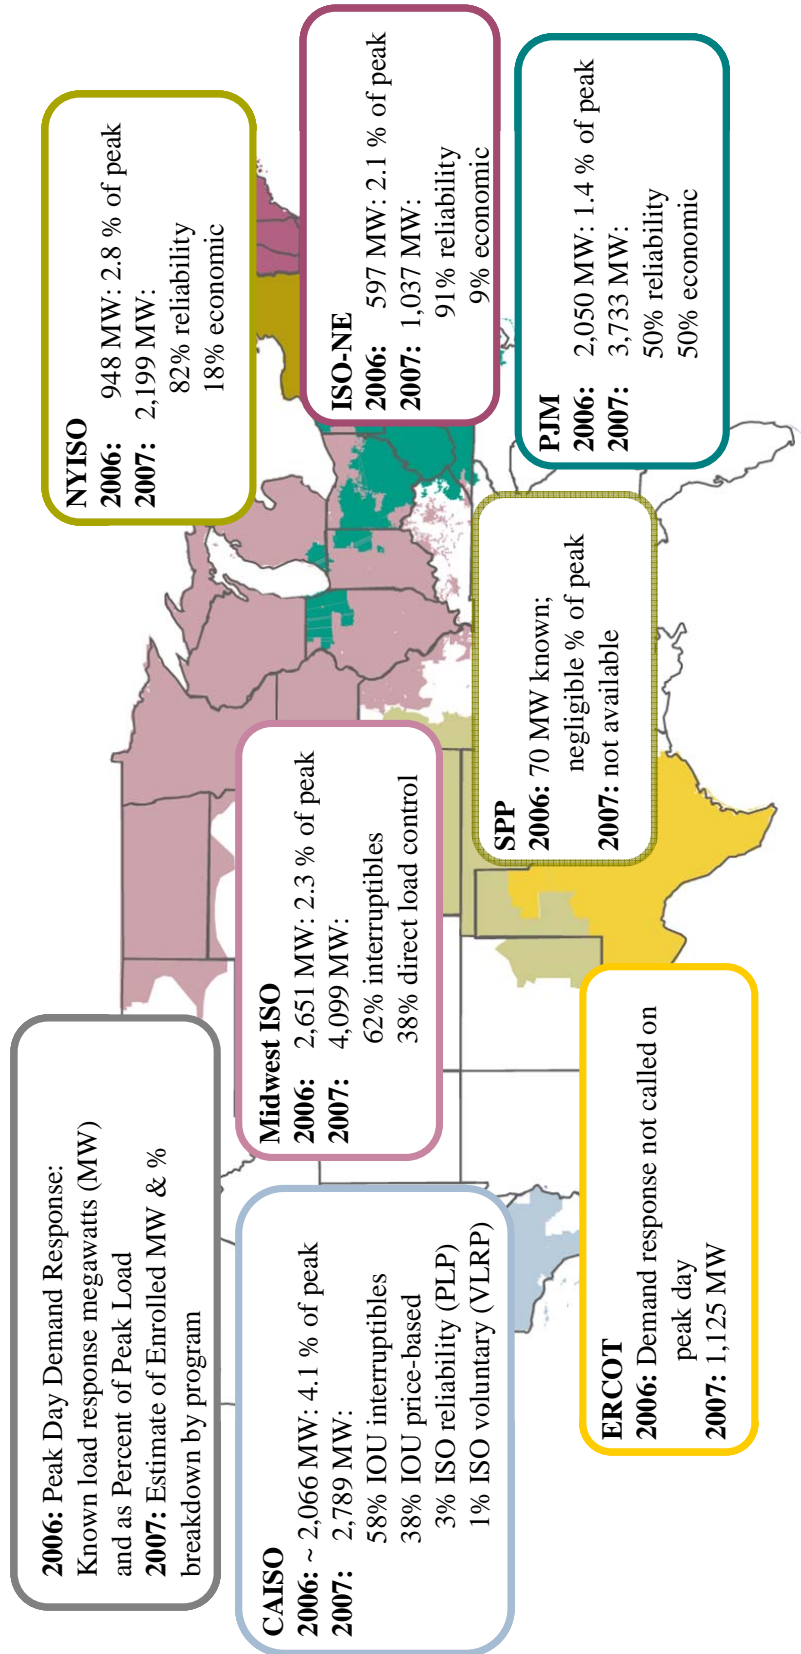 2006: Peak Day Demand Response:
Known load response megawatts (MW)
and as Percent of Peak Load
2007: Estimate of Enrolled MW & %
breakdown by program
CAISO
2006: ~ 2,066 MW: 4.1 % of peak
2007: 2,789 MW:
58% IOU interruptibles
38% IOU price-based
3% ISO reliability (PLP)
1% ISO voluntary (VLRP)
ERCOT
2006: Demand response not called on
peak day
2007: 1,125 MW
Midwest ISO
2006: 2,651 MW: 2.3 % of peak
2007: 4,099 MW:
62% interruptibles
38% direct load control
SPP
2006: 70 MW known;
negligible % of peak
2007: not available
NYISO
2006: 948 MW: 2.8 % of peak
2007: 2,199 MW:
82% reliability
18% economic
ISO-NE
2006: 597 MW: 2.1 % of peak
2007: 1,037 MW:
91% reliability
9% economic
PJM
2006: 2,050 MW: 1.4 % of peak
2007: 3,733 MW:
50% reliability
50% economic